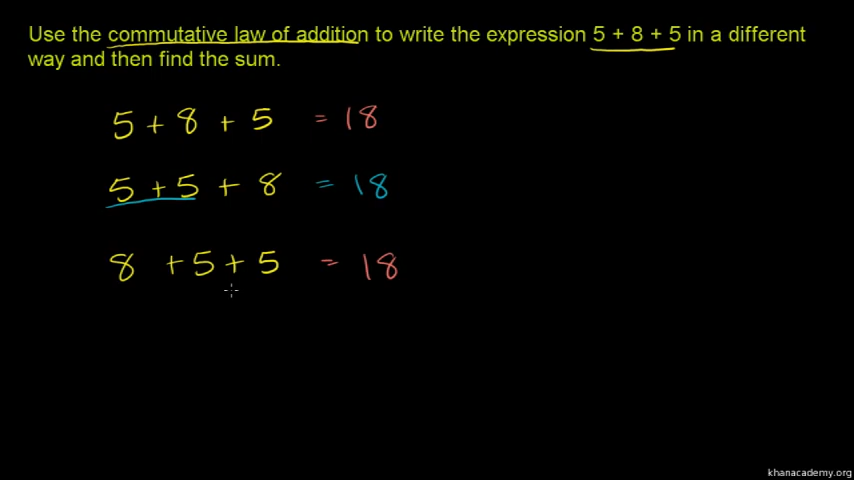 Use the commutative law of addition to write the expression 5 + 8 + 5 in a different
way and then find the sum.
5 + 8 + 5 = 18
5 + 5 + 8 = 18
8 + 5 + 5 = 18
khanacademy.org